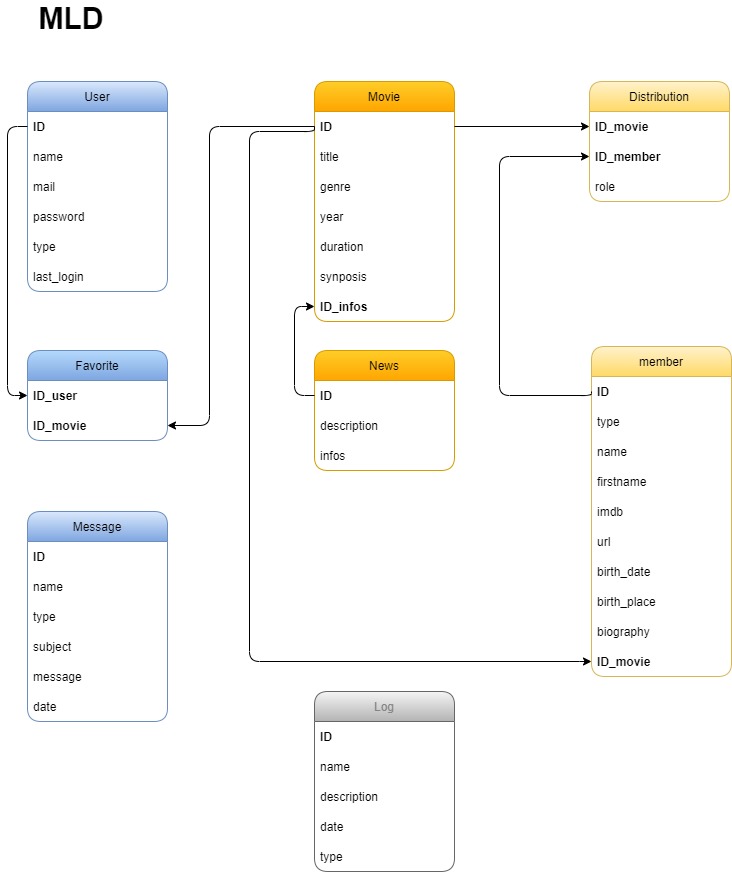 MLD
User
ID
name
mail
password
type
last_login
Movie
ID
title
genre
year
duration
synposis
ID_infos
Distribution
ID_movie
ID_member
role
Favorite
ID_user
ID_movie
News
ID
description
infos
member
ID
type
name
firstname
imdb
url
birth_date
birth_place
biography
ID_movie
Message
ID
name
type
subject
message
date
Log
ID
name
description
date
type